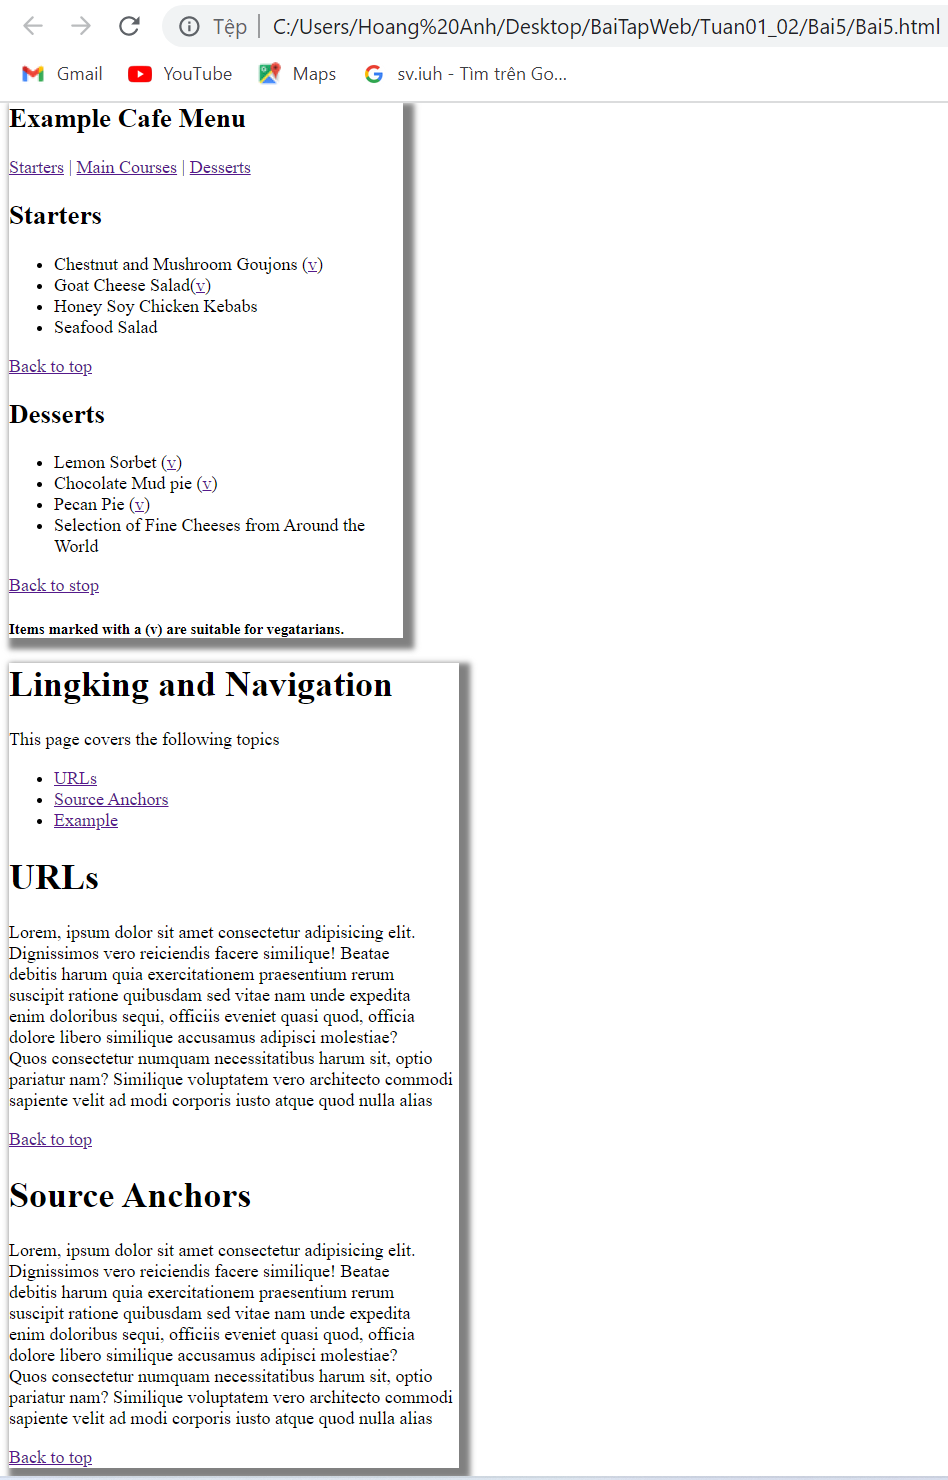 Tệp | C:/Users/Hoang%20Anh/Desktop/BaiTapWeb/Tuan01_02/Bai5/Bai5.html
Gmail YouTube Maps sv.iuh - Tìm trên Go...
Example Cafe Menu
Starters | Main Courses | Desserts
Starters
• Chestnut and Mushroom Goujons (v)
• Goat Cheese Salad(v)
• Honey Soy Chicken Kebabs
• Seafood Salad
Back to top
Desserts
• Lemon Sorbet (v)
• Chocolate Mud pie (v)
• Pecan Pie (v)
• Selection of Fine Cheeses from Around the
World
Back to stop
Items marked with a (v) are suitable for vegatarians.
Lingking and Navigation
This page covers the following topics
• URLs
• Source Anchors
• Example
URLs
Lorem, ipsum dolor sit amet consectetur adipisicing elit.
Dignissimos vero reiciendis facere similique! Beatae
debitis harum quia exercitationem praesentium rerum
suscipit ratione quibusdam sed vitae nam unde expedita
enim doloribus sequi, officiis eveniet quasi quod, officia
dolore libero similique accusamus adipisci molestiae?
Quos consectetur numquam necessitatibus harum sit, optio
pariatur nam? Similique voluptatem vero architecto commodi
sapiente velit ad modi corporis iusto atque quod nulla alias
Back to top
Source Anchors
Lorem, ipsum dolor sit amet consectetur adipisicing elit.
Dignissimos vero reiciendis facere similique! Beatae
debitis harum quia exercitationem praesentium rerum
suscipit ratione quibusdam sed vitae nam unde expedita
enim doloribus sequi, officiis eveniet quasi quod, officia
dolore libero similique accusamus adipisci molestiae?
Quos consectetur numquam necessitatibus harum sit, optio
pariatur nam? Similique voluptatem vero architecto commodi
sapiente velit ad modi corporis iusto atque quod nulla alias
Back to top